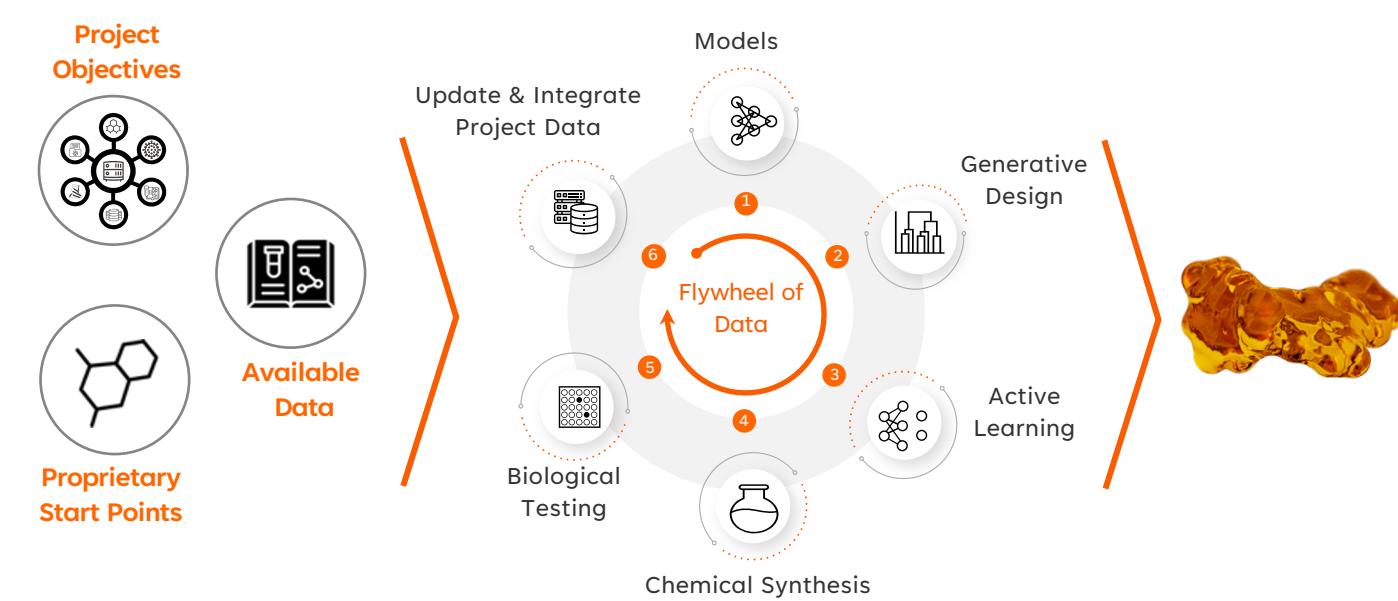 Project
Objectives
Available
Data
Proprietary
Start Points
Models
Update & Integrate
Project Data
Generative
Design
Active
Learning
Chemical Synthesis
Biological
Testing
1
2
3
4
5
6
Flywheel of
Data